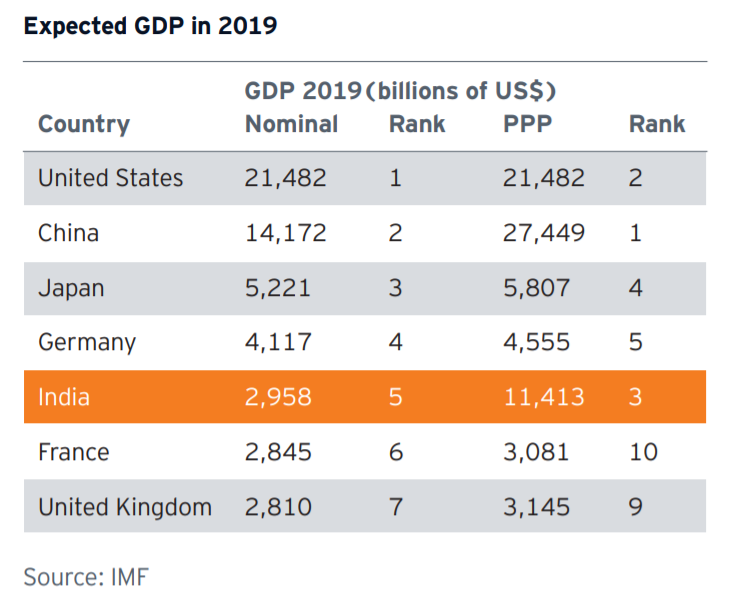 Expected GDP in 2019
GDP 2019(billions of US$)
Country Nominal Rank PPP Rank
United States 21,482 1 21,482 2
China 14,172 2 27,449 1
Japan 5,221 3 5,807 4
Germany 4,117 4 4,555 5
India 2,958 5 11,413 3
France 2,845 6 3,081 10
United Kingdom 2,810 7 3,145 9
Source: IMF